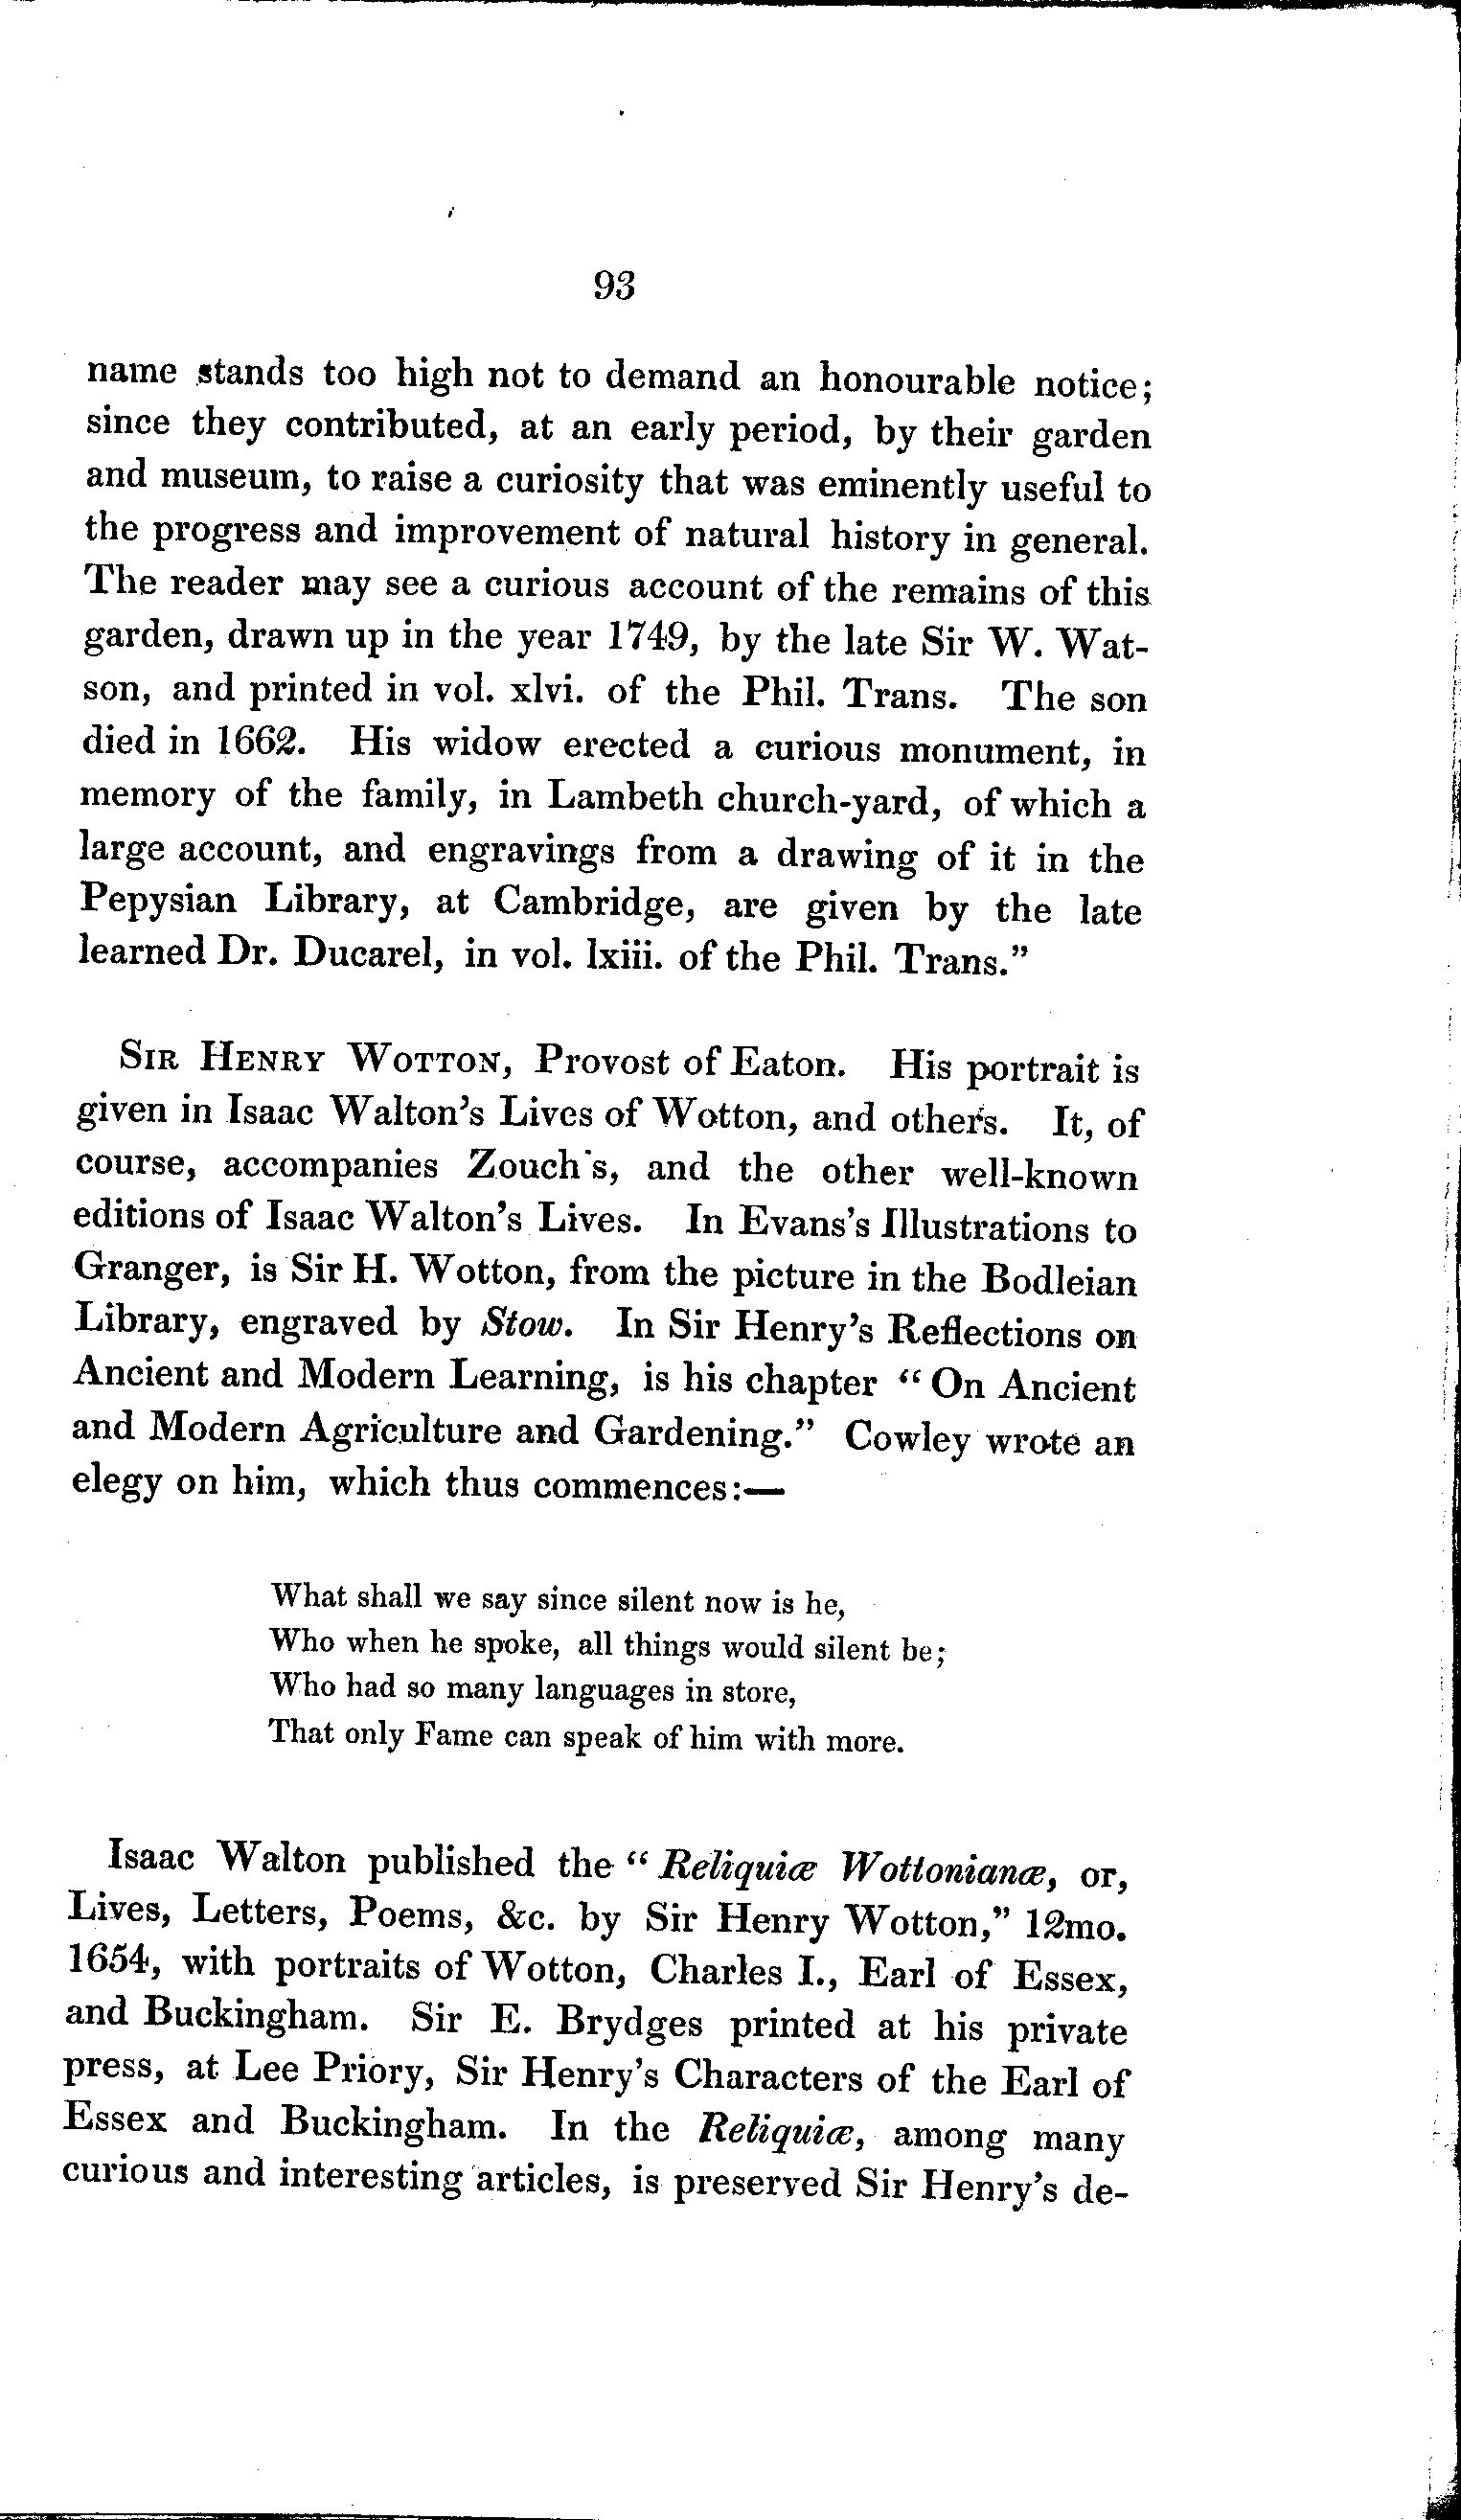 93
name stands too high not to demand an honourable notice;
since they contributed, at an early period, by their garden
and museum, to raise a curiosity that was eminently useful to
the progress and improvement of natural history in general.
The reader may see a curious account of the remains of this
garden, drawn up in the year 1749, by the late Sir W. Wat-
son, and printed in vol. xlvi. of the Phil. Trans. The son
died in 1662. His widow erected a curious monument, in
memory of the family, in Lambeth church-yard, of which a
large account, and engravings from a drawing of it in the
Pepysian Library, at Cambridge, are given by the late
learned Dr. Ducarel, in vol. lxiii. of the Phil. Trans.”
SIR HENRY WOTTON, Provost of Eaton. His portrait is
given in Isaac Walton's Lives of Wotton, and others. It, of
course, accompanies Zouch's, and the other well-known
editions of Isaac Walton's Lives. In Evans's Illustrations to
Granger, is Sir H. Wotton, from the picture in the Bodleian
Library, engraved by Stow. In Sir Henry's Reflections on
Ancient and Modern Learning, is his chapter “On Ancient
and Modern Agriculture and Gardening.” Cowley wrote an
elegy on him, which thus commences:—
What shall we say since silent now is he,
Who when he spoke, all things would silent be;
Who had so many languages in store,
That only Fame can speak of him with more.
Isaac Walton published the “Reliquiæ Wottonianæ, or,
Lives, Letters, Poems, &c. by Sir Henry Wotton,” 12mo.
1654, with portraits of Wotton, Charles I., Earl of Essex,
and Buckingham. Sir E. Brydges printed at his private
press, at Lee Priory, Sir Henry's Characters of the Earl of
Essex and Buckingham. In the Reliquiæ, among many
curious and interesting articles, is preserved Sir Henry's de-